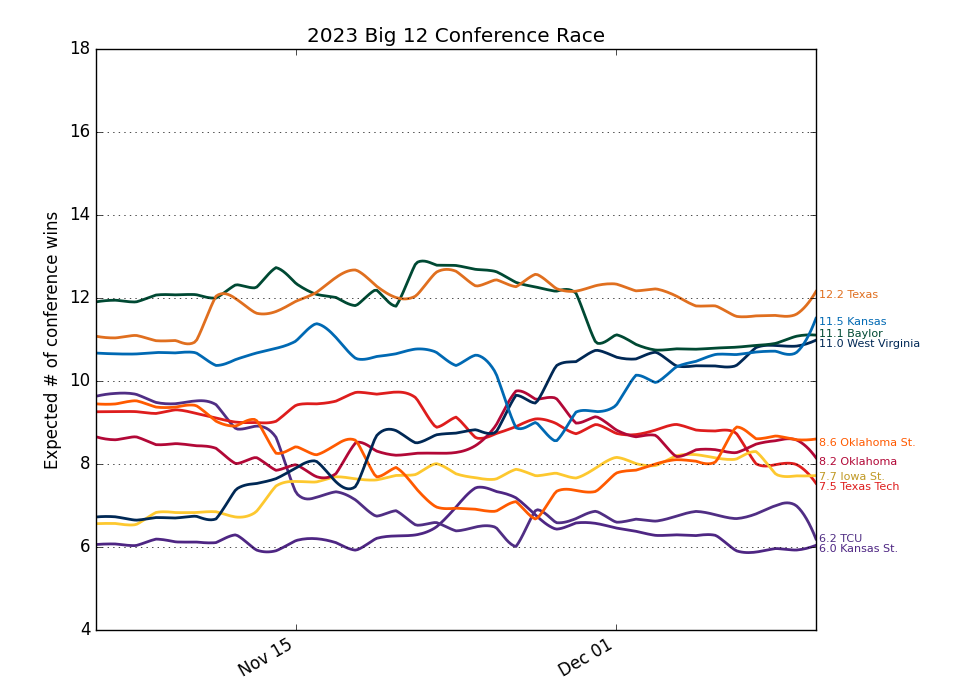 2023 Big 12 Conference Race
Expected # of conference wins
18
16
14
12
10
8
6
4
Nov 15
Dec 01
12.2 Texas
11.5 Kansas
11.1 Baylor
11.0 West Virginia
8.6 Oklahoma St.
8.2 Oklahoma
7.7 Iowa St.
7.5 Texas Tech
6.2 TCU
6.0 Kansas St.